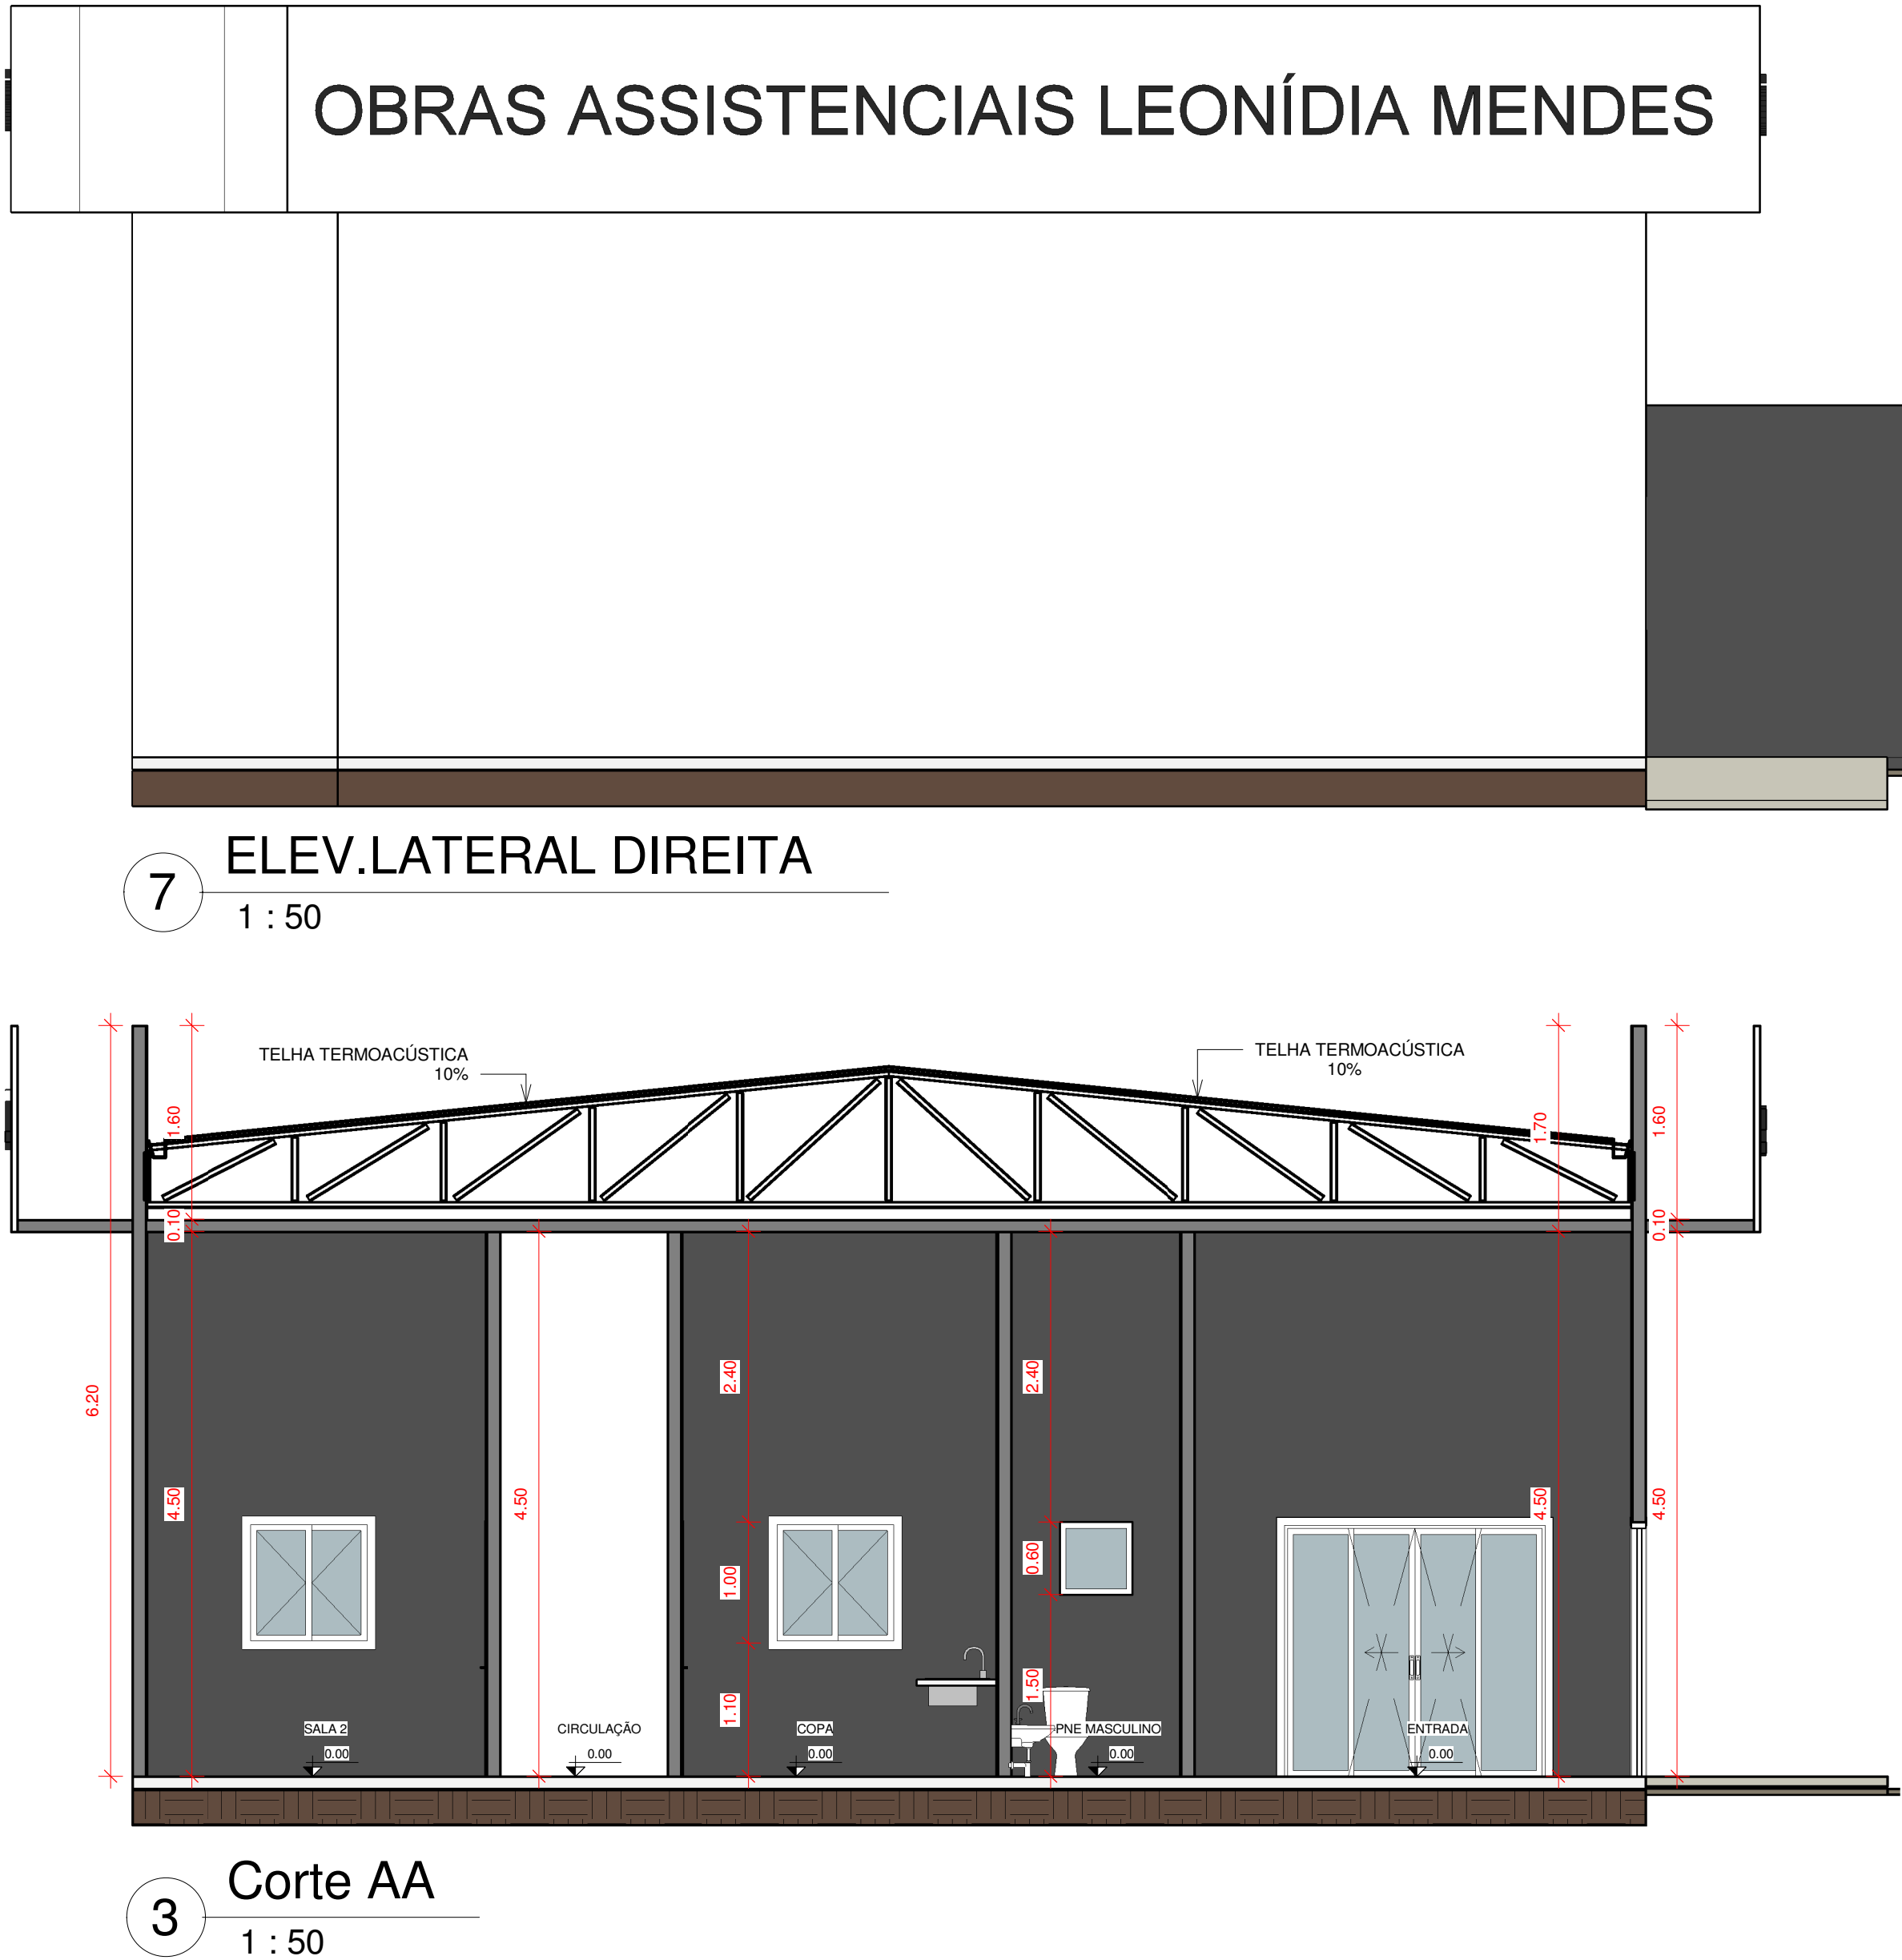 OBRAS ASSISTENCIAIS LEONÍDIA MENDES
7
ELEV.LATERAL DIREITA
1 : 50
TELHA TERMOACÚSTICA
10%
TELHA TERMOACÚSTICA
10%
1.60
1.70
1.60
0.10
0.10
6.20
2.40
2.40
4.50
4.50
4.50
4.50
1.00
0.60
1.10
1.50
SALA 2
0.00
CIRCULAÇÃO
0.00
COPA
0.00
PNE MASCULINO
0.00
ENTRADA
0.00
3
Corte AA
1 : 50